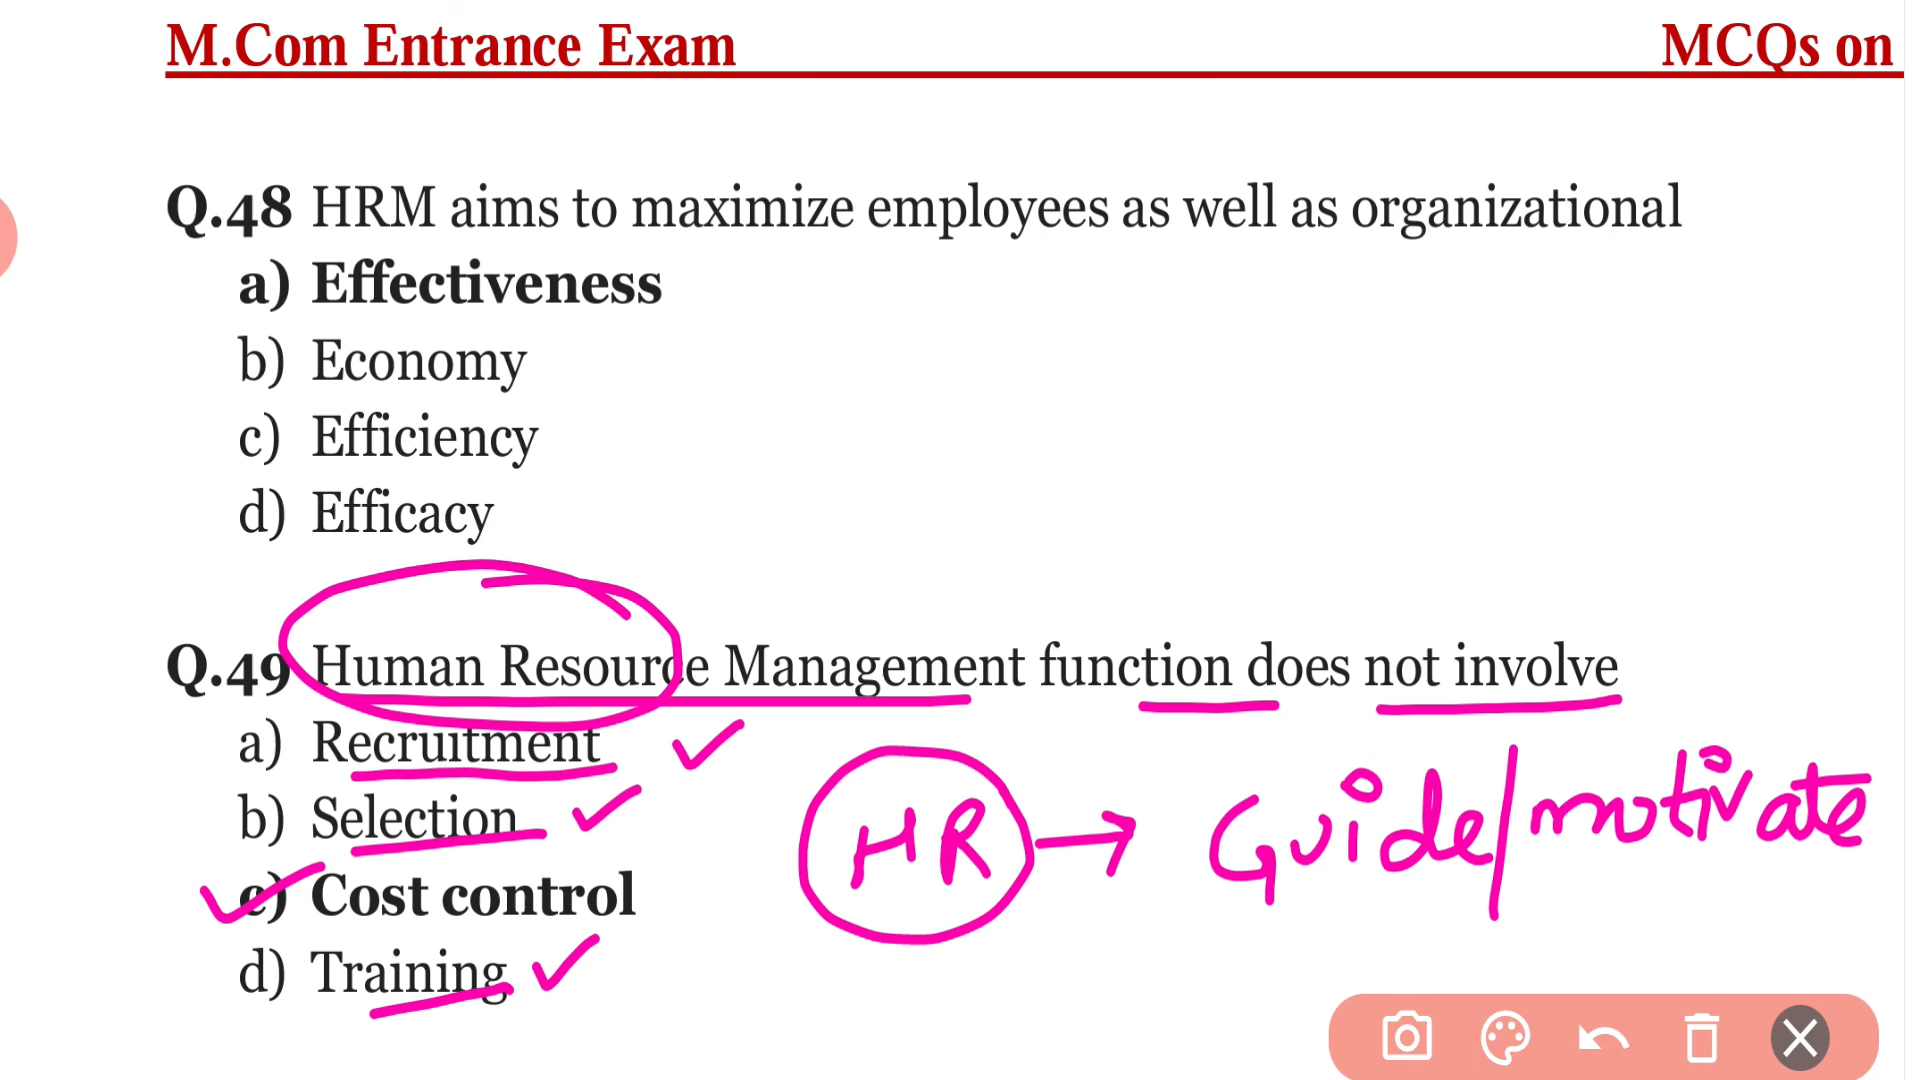 M.Com Entrance Exam MCQs on
Q.48 HRM aims to maximize employees as well as organizational
a) Effectiveness
b) Economy
c) Efficiency
d) Efficacy
Q.49 Human Resource Management function does not involve
a) Recruitment
b) Selection
c) Cost control
d) Training
HR → Guide/motivate